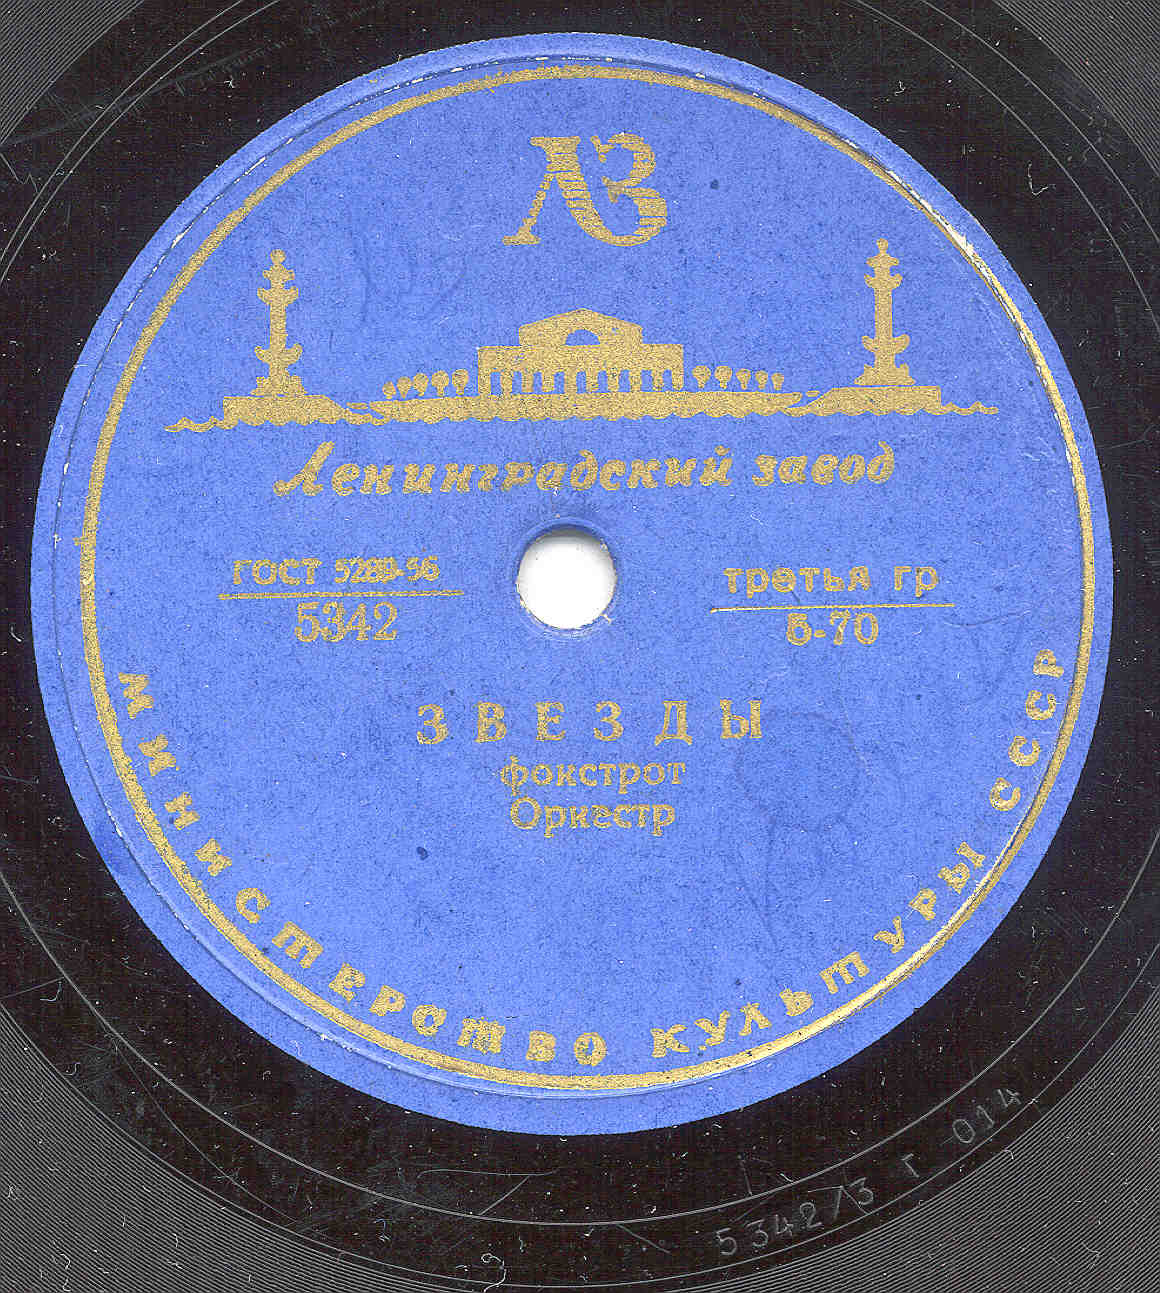 ЛЗ
Ленинградский завод
ГОСТ 5289-56
5342
третья гр
5-70
ЗВЕЗДЫ
фокстрот
Оркестр
МИНИСТЕРСТВО КУЛЬТУРЫ СССР
5342/3 Г 014